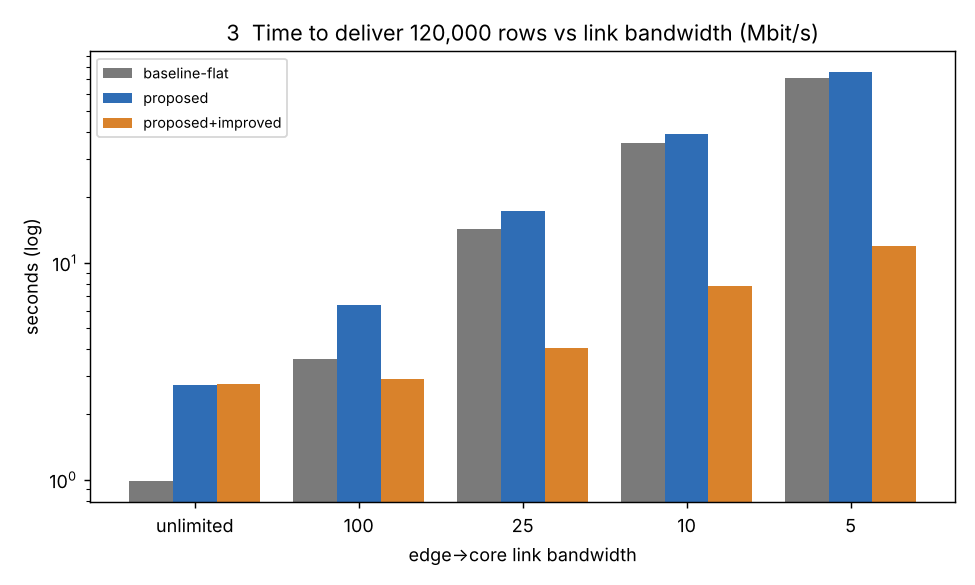 3 Time to deliver 120,000 rows vs link bandwidth (Mbit/s)
baseline-flat
proposed
proposed+improved
seconds (log)
10¹
10⁰
unlimited
100
25
10
5
edge→core link bandwidth